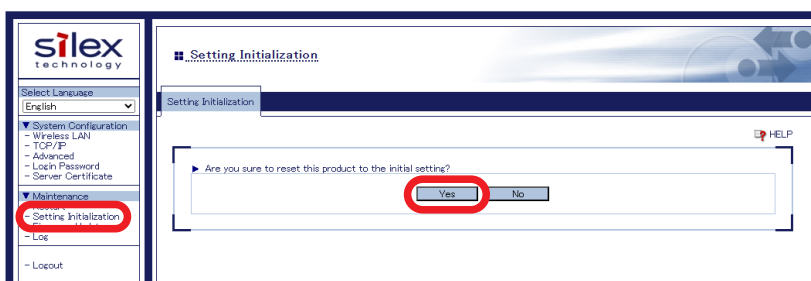 silex
technology
Select Language
English
▼ System Configuration
- Wireless LAN
- TCP/IP
- Advanced
- Login Password
- Server Certificate
▼ Maintenance
- Restart
- Setting Initialization
- Log
- Logout
Setting Initialization
Setting Initialization
HELP
Are you sure to reset this product to the initial setting?
Yes No